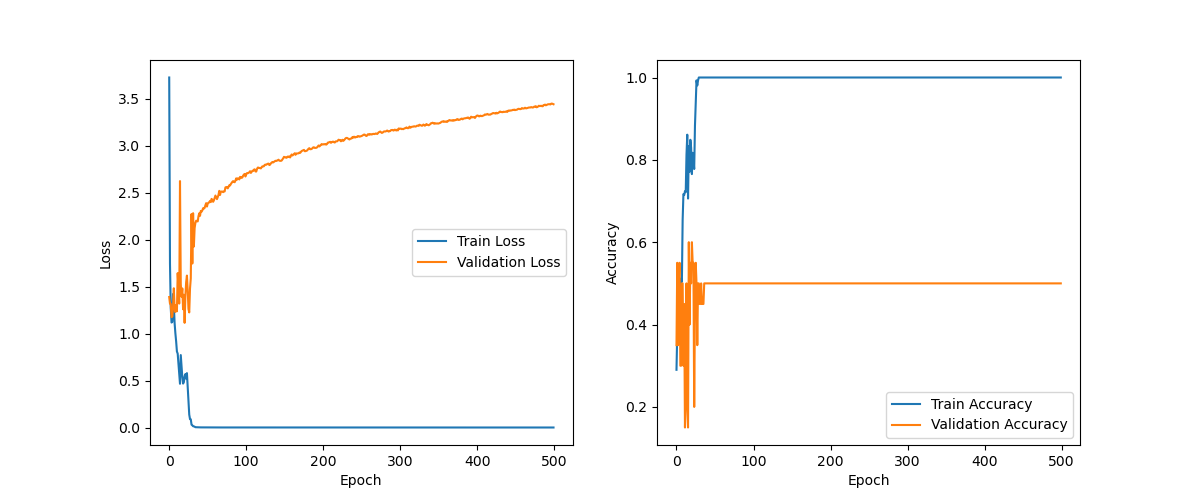 Loss
3.5
3.0
2.5
2.0
1.5
1.0
0.5
0.0
0 100 200 300 400 500
Epoch
Train Loss
Validation Loss
Accuracy
1.0
0.8
0.6
0.4
0.2
0 100 200 300 400 500
Epoch
Train Accuracy
Validation Accuracy